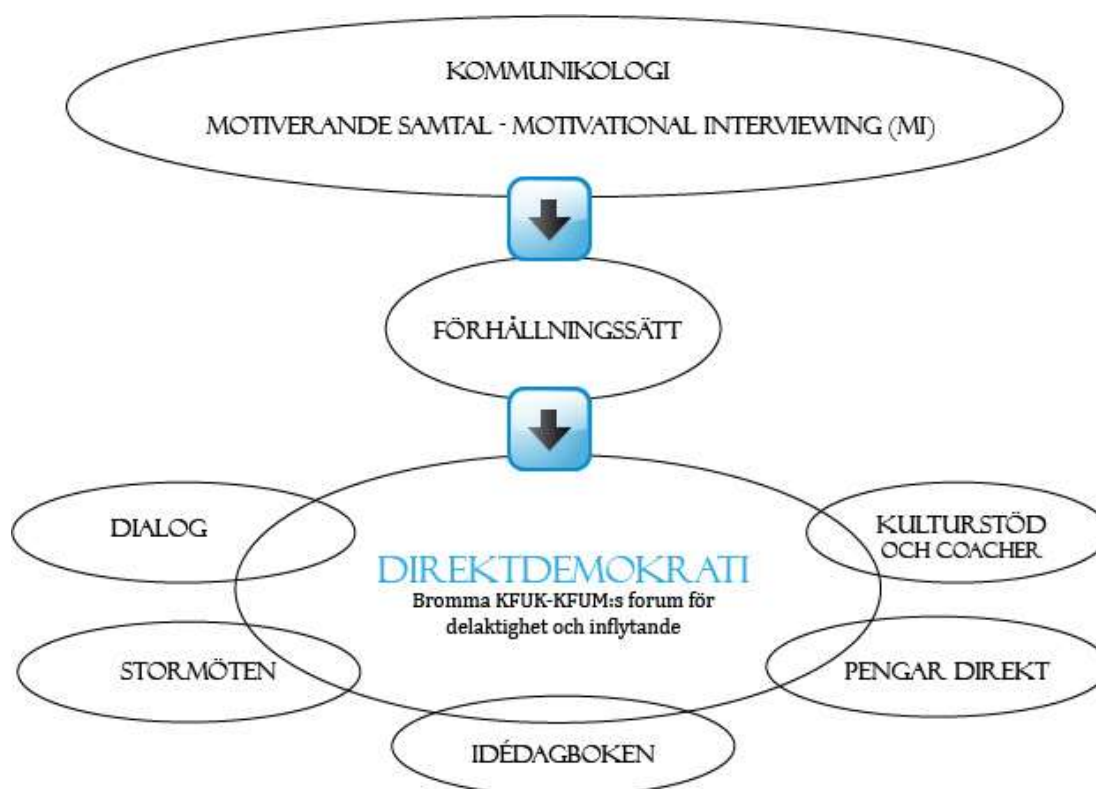 KOMMUNIKOLOGI
MOTIVERANDE SAMTAL - MOTIVATIONAL INTERVIEWING (MI)
FÖRHÅLLNINGSSÄTT
DIALOG
KULTURSTÖD
OCH COACHER
DIREKTDEMOKRATI
Bromma KFUK-KFUM:s forum för
delaktighet och inflytande
STORMÖTEN
PENGAR DIREKT
IDÉDAGBOKEN